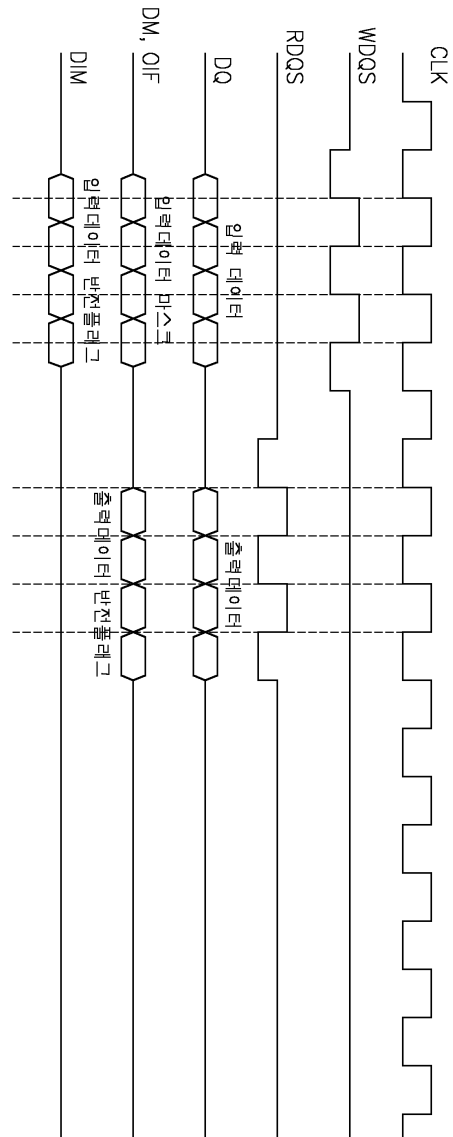 CLK
WDQS
RDQS
DQ
입력 데이터
출력데이터
DM, OIF
입력데이터 마스크
출력데이터 반전플래그
DIM
입력데이터 반전플래그